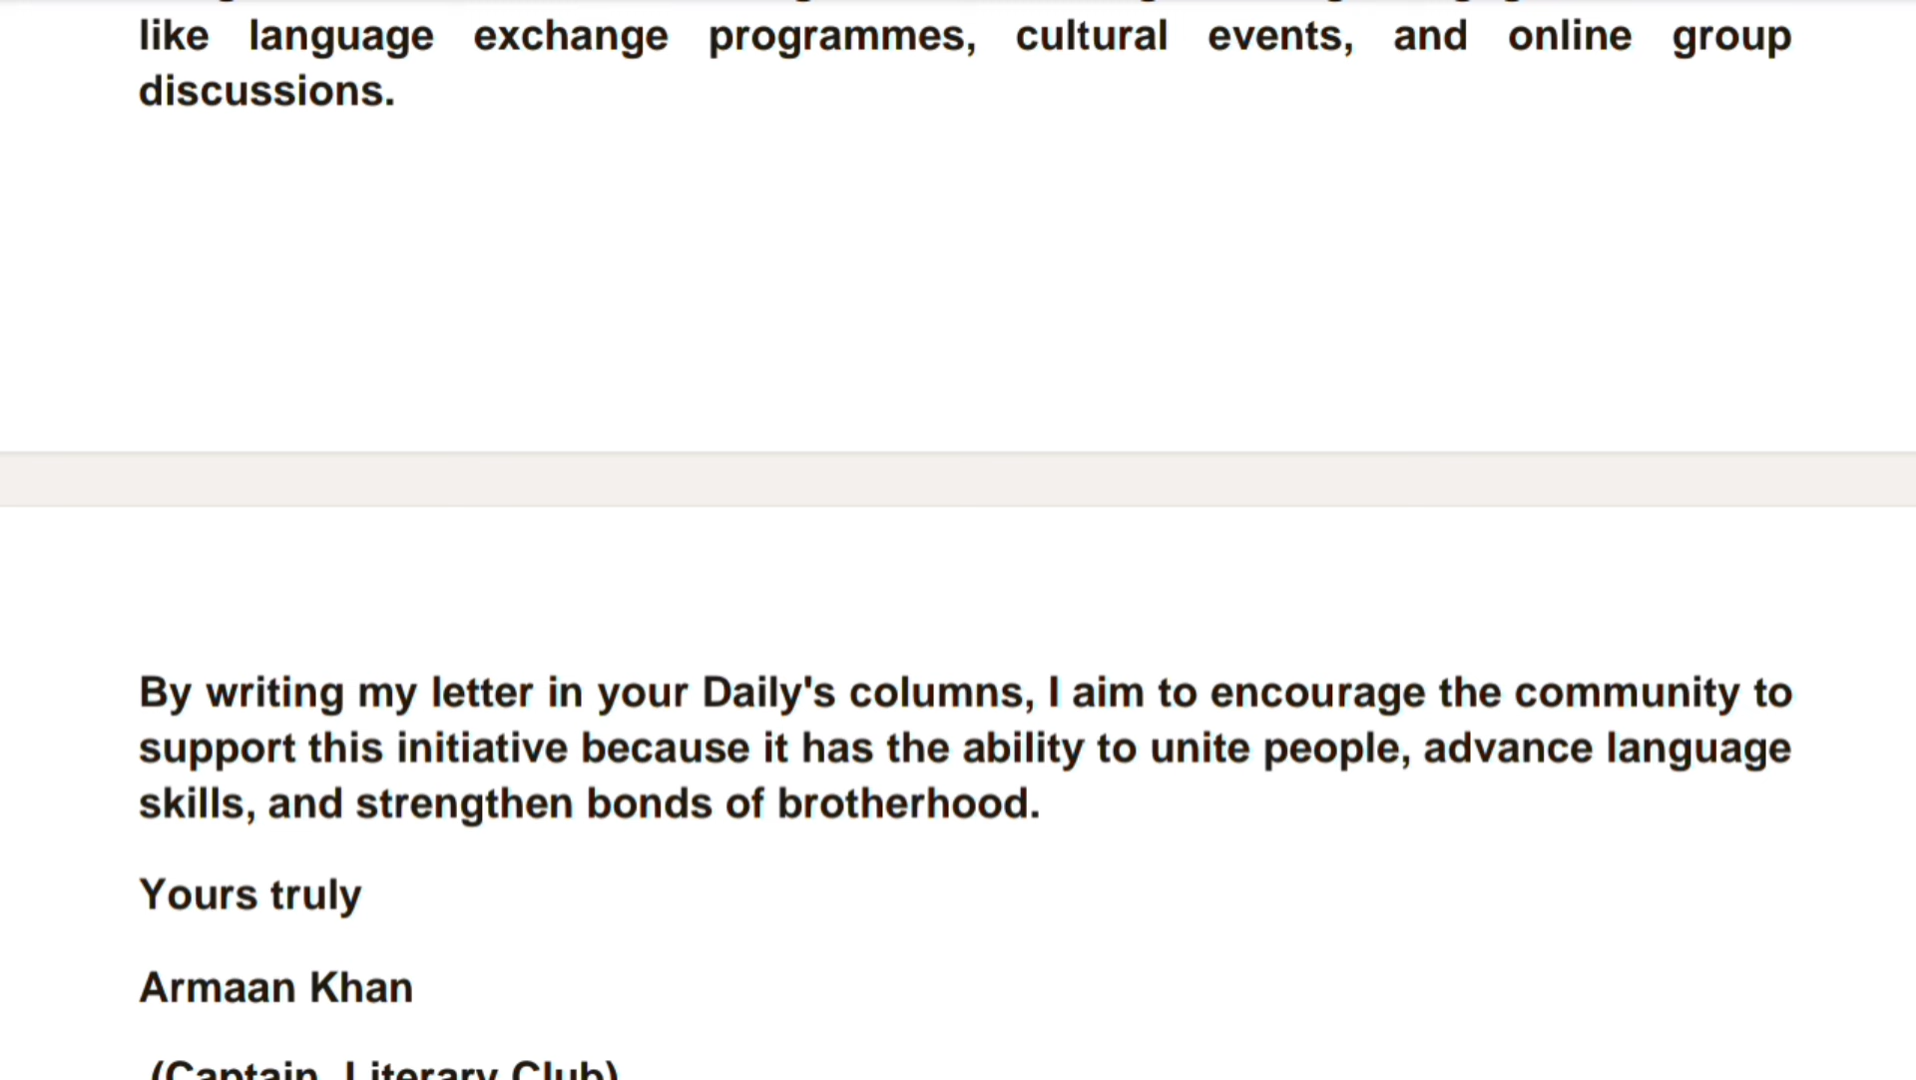 like language exchange programmes, cultural events, and online group
discussions.
By writing my letter in your Daily's columns, I aim to encourage the community to
support this initiative because it has the ability to unite people, advance language
skills, and strengthen bonds of brotherhood.
Yours truly
Armaan Khan
(Captain, Literary Club)